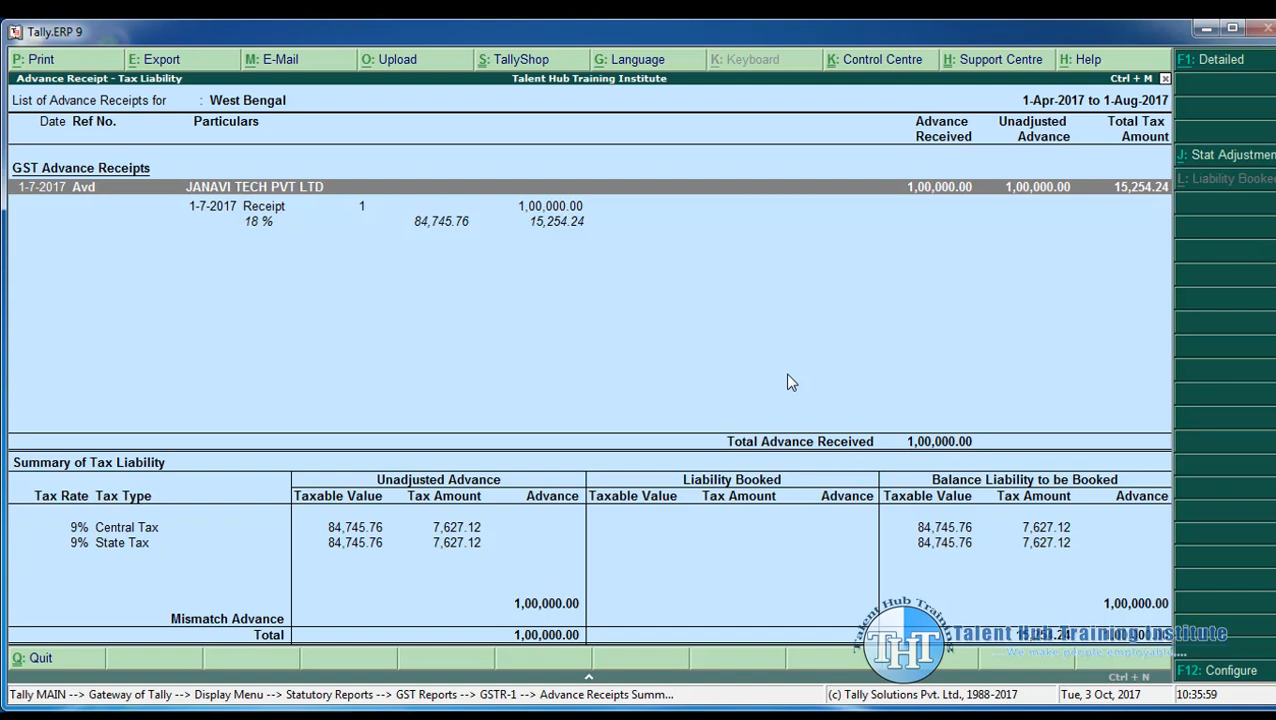 Tally.ERP 9
P: Print E: Export M: E-Mail O: Upload S: TallyShop G: Language K: Keyboard K: Control Centre H: Support Centre H: Help F1: Detailed
Advance Receipt - Tax Liability Talent Hub Training Institute Ctrl + M
List of Advance Receipts for : West Bengal 1-Apr-2017 to 1-Aug-2017
Date Ref No. Particulars Advance Unadjusted Total Tax
Received Advance Amount
J: Stat Adjustmen
GST Advance Receipts
L: Liability Booke
1-7-2017 Avd JANAVI TECH PVT LTD 1,00,000.00 1,00,000.00 15,254.24
1-7-2017 Receipt 1 1,00,000.00
18 % 84,745.76 15,254.24
Total Advance Received 1,00,000.00
Summary of Tax Liability
Unadjusted Advance Liability Booked Balance Liability to be Booked
Tax Rate Tax Type Taxable Value Tax Amount Advance Taxable Value Tax Amount Advance Taxable Value Tax Amount Advance
9% Central Tax 84,745.76 7,627.12 84,745.76 7,627.12
9% State Tax 84,745.76 7,627.12 84,745.76 7,627.12
1,00,000.00 1,00,000.00
Mismatch Advance
Total 1,00,000.00
Talent Hub Training
THT
Talent Hub Training Institute
We make people employable....
Q: Quit
F12: Configure
Ctrl + N
Tally MAIN --> Gateway of Tally --> Display Menu --> Statutory Reports --> GST Reports --> GSTR-1 --> Advance Receipts Summ... (c) Tally Solutions Pvt. Ltd., 1988-2017 Tue, 3 Oct, 2017 10:35:59